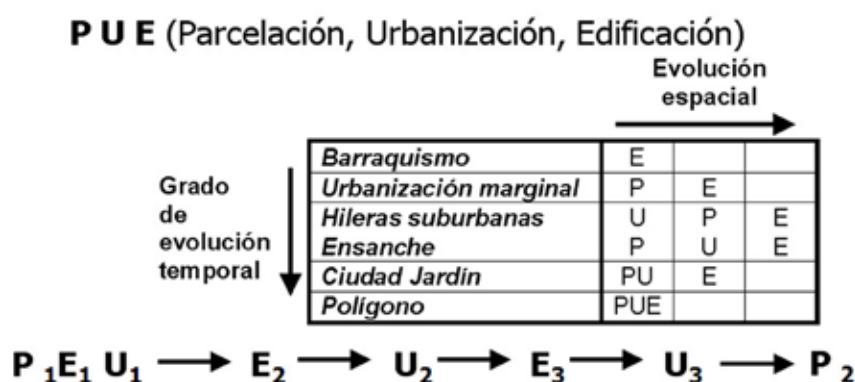 P U E (Parcelación, Urbanización, Edificación)
Evolución
espacial
Grado
de
evolución
temporal
Barraquismo E
Urbanización marginal P E
Hileras suburbanas U P E
Ensanche P U E
Ciudad Jardín PU E
Polígono PUE
P₁E₁ U₁ → E₂ → U₂ → E₃ → U₃ → P₂